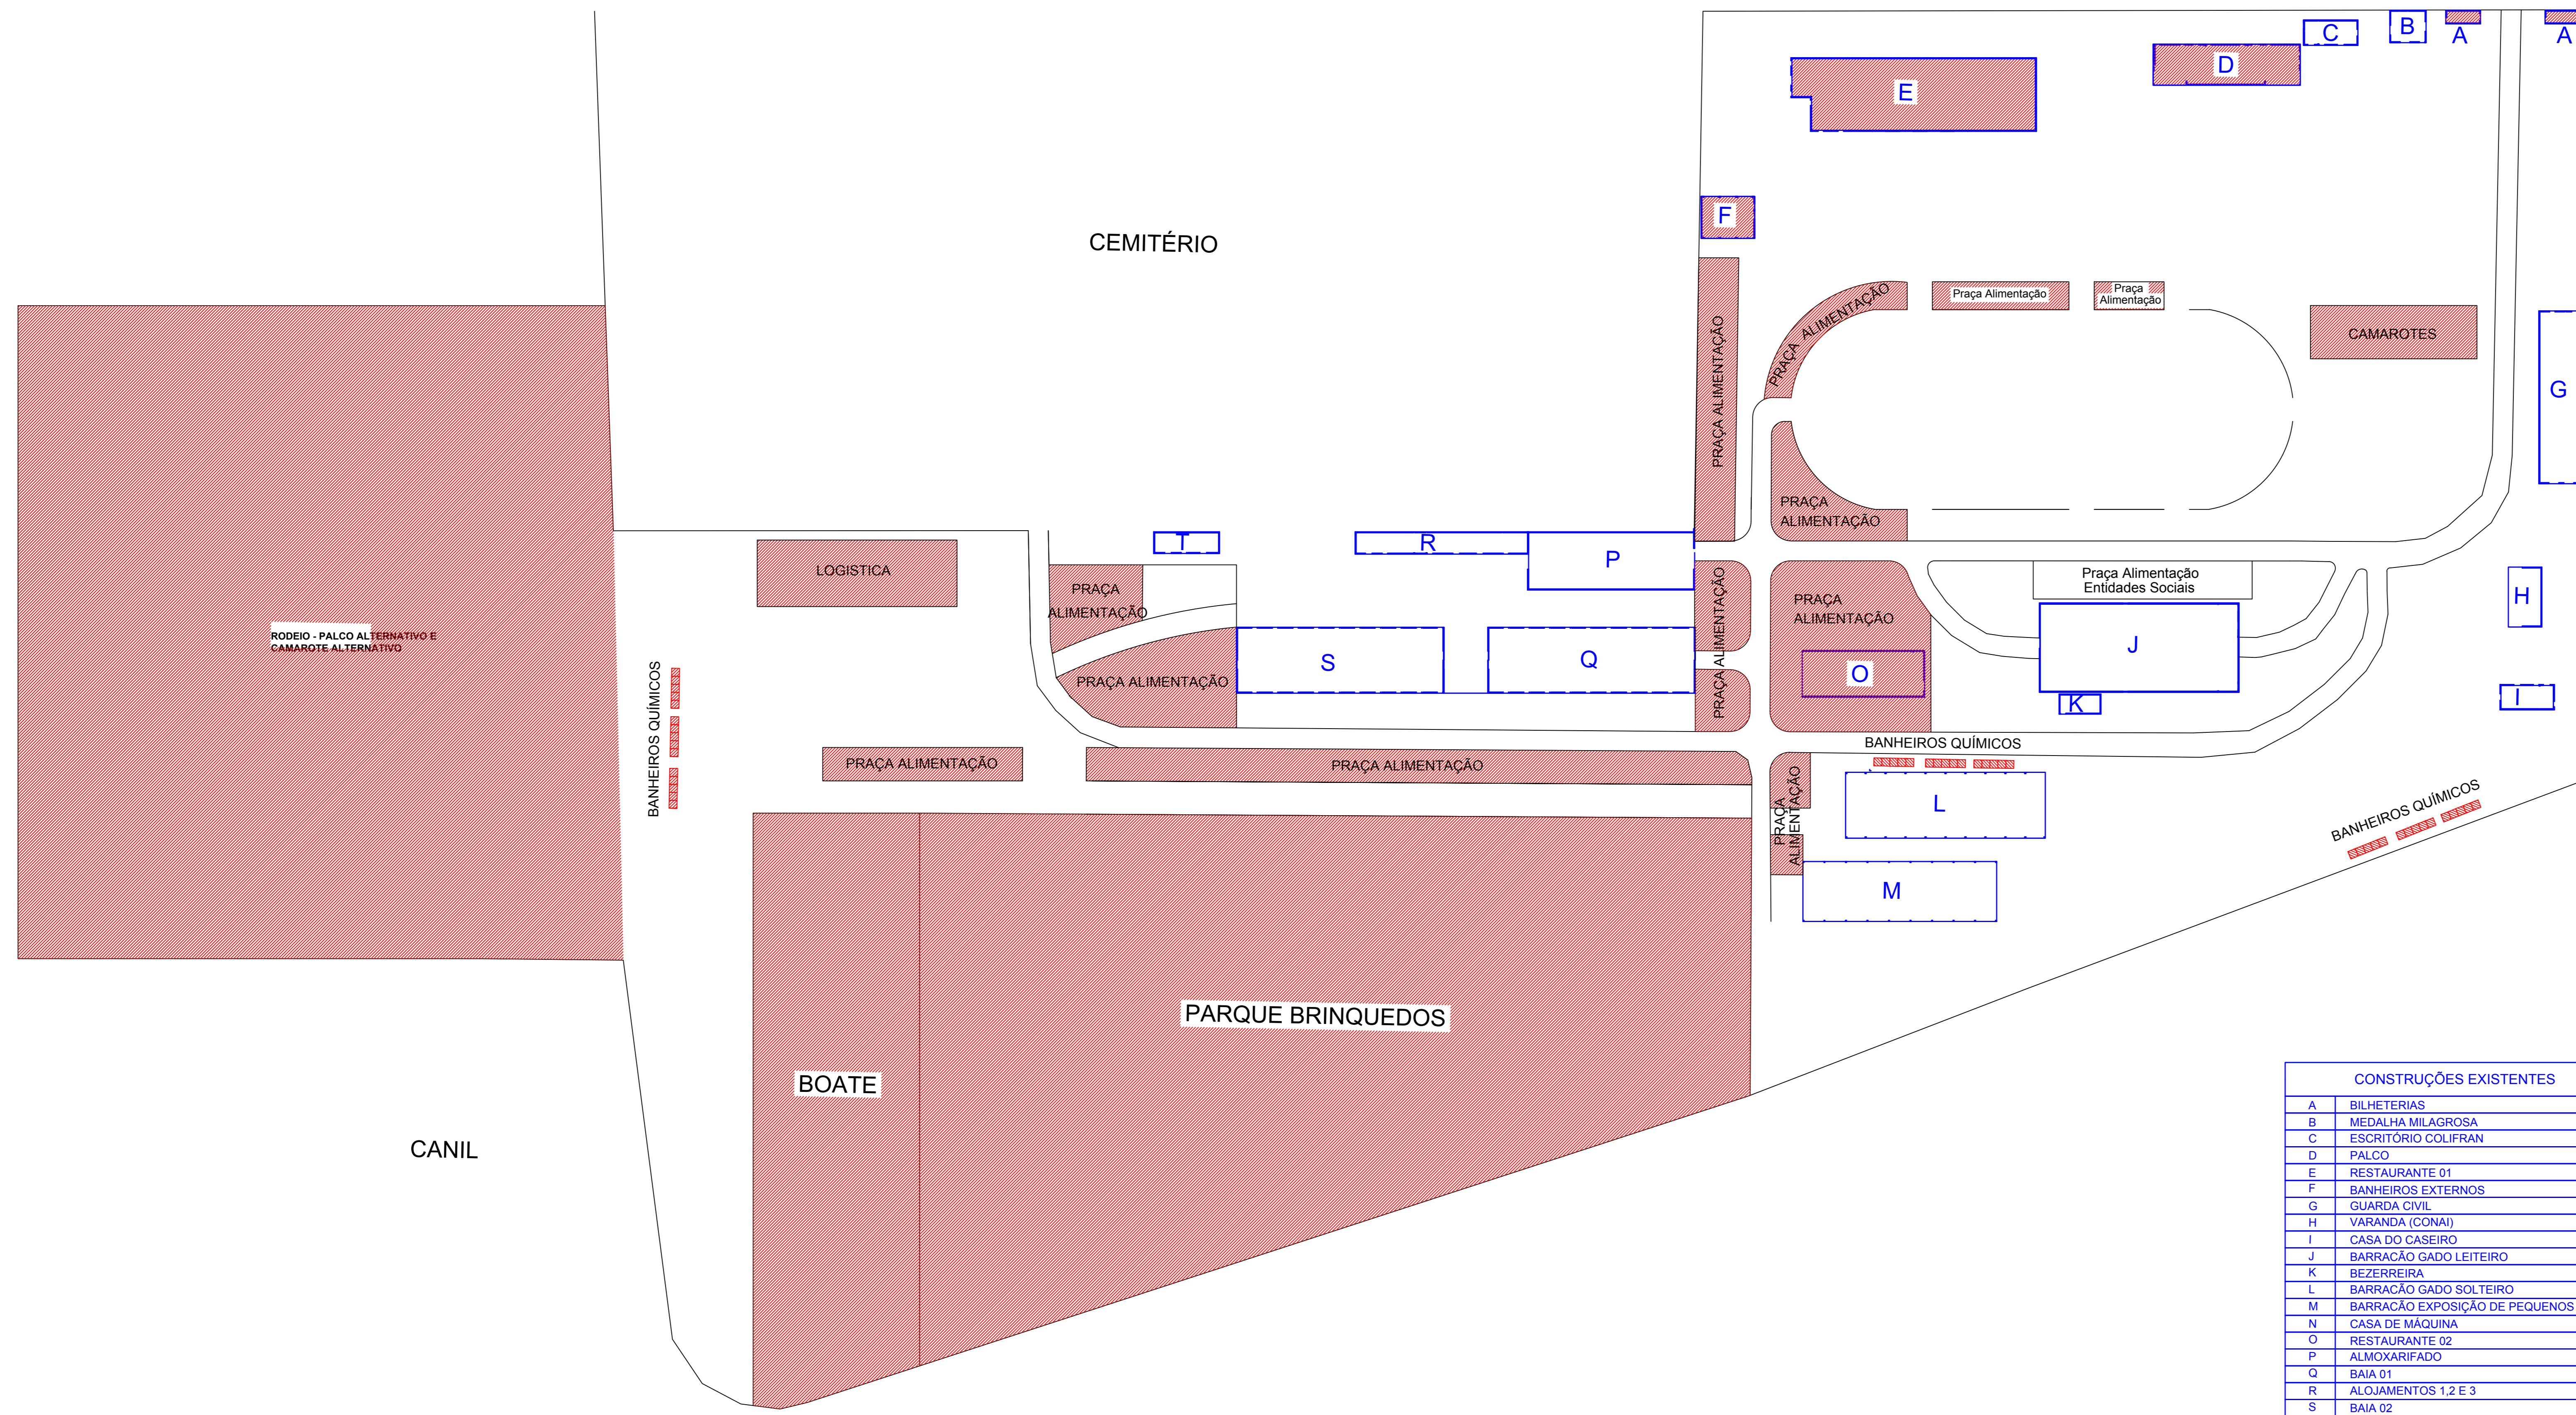 C
B
A
A
D
E
F
CEMITÉRIO
PRAÇA ALIMENTAÇÃO
Praça Alimentação
Praça
Alimentação
CAMAROTES
PRAÇA ALIMENTAÇÃO
G
PRAÇA
ALIMENTAÇÃO
T
R
P
LOGISTICA
PRAÇA
ALIMENTAÇÃO
PRAÇA ALIMENTAÇÃO
PRAÇA
ALIMENTAÇÃO
Praça Alimentação
Entidades Sociais
H
RODEIO - PALCO ALTERNATIVO E
CAMAROTE ALTERNATIVO
S
Q
O
J
K
I
PRAÇA ALIMENTAÇÃO
BANHEIROS QUÍMICOS
BANHEIROS QUÍMICOS
PRAÇA ALIMENTAÇÃO
PRAÇA ALIMENTAÇÃO
PRAÇA
ALIMENTAÇÃO
L
BANHEIROS QUÍMICOS
M
PARQUE BRINQUEDOS
BOATE
CANIL
CONSTRUÇÕES EXISTENTES
A BILHETERIAS
B MEDALHA MILAGROSA
C ESCRITÓRIO COLIFRAN
D PALCO
E RESTAURANTE 01
F BANHEIROS EXTERNOS
G GUARDA CIVIL
H VARANDA (CONAI)
I CASA DO CASEIRO
J BARRACÃO GADO LEITEIRO
K BEZERREIRA
L BARRACÃO GADO SOLTEIRO
M BARRACÃO EXPOSIÇÃO DE PEQUENOS
N CASA DE MÁQUINA
O RESTAURANTE 02
P ALMOXARIFADO
Q BAIA 01
R ALOJAMENTOS 1,2 E 3
S BAIA 02